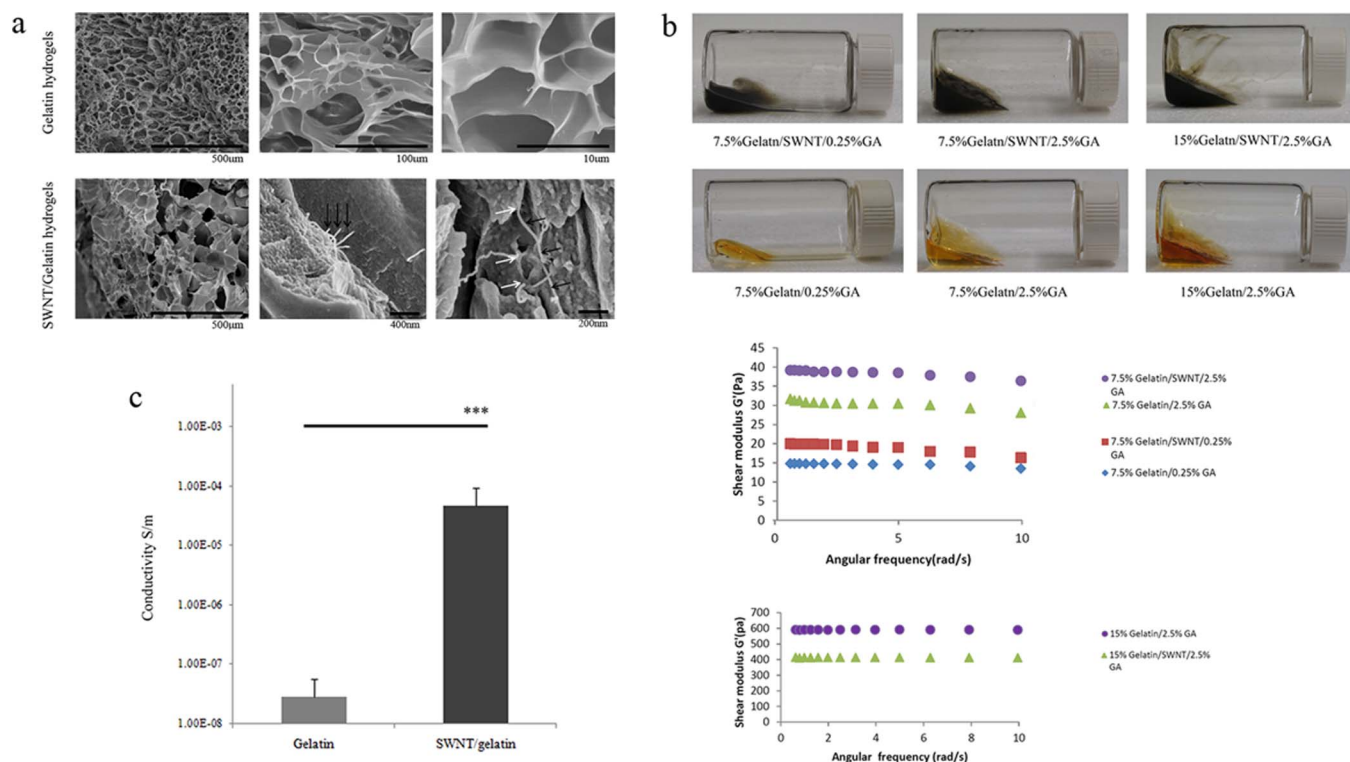 a
Gelatin hydrogels
500um
100um
10um
SWNT/Gelatin hydrogels
500μm
400nm
200nm
b
7.5%Gelatn/SWNT/0.25%GA
7.5%Gelatn/SWNT/2.5%GA
15%Gelatn/SWNT/2.5%GA
7.5%Gelatn/0.25%GA
7.5%Gelatn/2.5%GA
15%Gelatn/2.5%GA
Shear modulus G'(Pa)
45
40
35
30
25
20
15
10
5
0
0
5
10
Angular frequency(rad/s)
7.5% Gelatin/SWNT/2.5%
GA
7.5% Gelatin/2.5% GA
7.5% Gelatin/SWNT/0.25%
GA
7.5% Gelatin/0.25% GA
Shear modulus G'(pa)
700
600
500
400
300
200
100
0
0
2
4
6
8
10
Angular frequency (rad/s)
15% Gelatin/2.5% GA
15% Gelatin/SWNT/2.5%
GA
c
***
Conductivity S/m
1.00E-03
1.00E-04
1.00E-05
1.00E-06
1.00E-07
1.00E-08
Gelatin
SWNT/gelatin